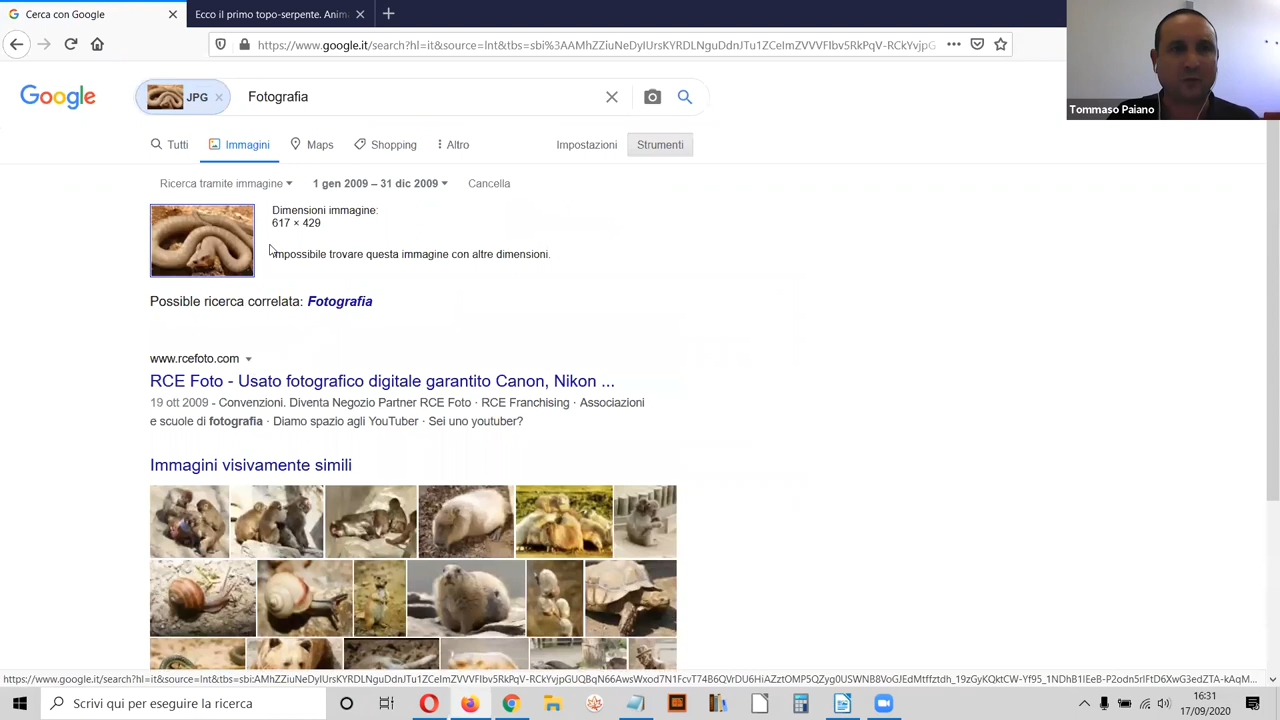 Cerca con Google
Ecco il primo topo-serpente. Anima
https://www.google.it/search?hl=it&source=lnt&tbs=sbi%3AAMhZZiuNeDyIUrsKYRDLNguDdnJTu1ZCeImZVVVFIbv5RkPqV-RCkYvjpG
Google
JPG
Fotografia
Tommaso Paiano
Tutti
Immagini
Maps
Shopping
Altro
Impostazioni
Strumenti
Ricerca tramite immagine
1 gen 2009 – 31 dic 2009
Cancella
Dimensioni immagine:
617 × 429
Impossibile trovare questa immagine con altre dimensioni.
Possible ricerca correlata: Fotografia
www.rcefoto.com
RCE Foto - Usato fotografico digitale garantito Canon, Nikon ...
19 ott 2009 - Convenzioni. Diventa Negozio Partner RCE Foto · RCE Franchising · Associazioni
e scuole di fotografia · Diamo spazio agli YouTuber · Sei uno youtuber?
Immagini visivamente simili
Scrivi qui per eseguire la ricerca
16:31
17/09/2020